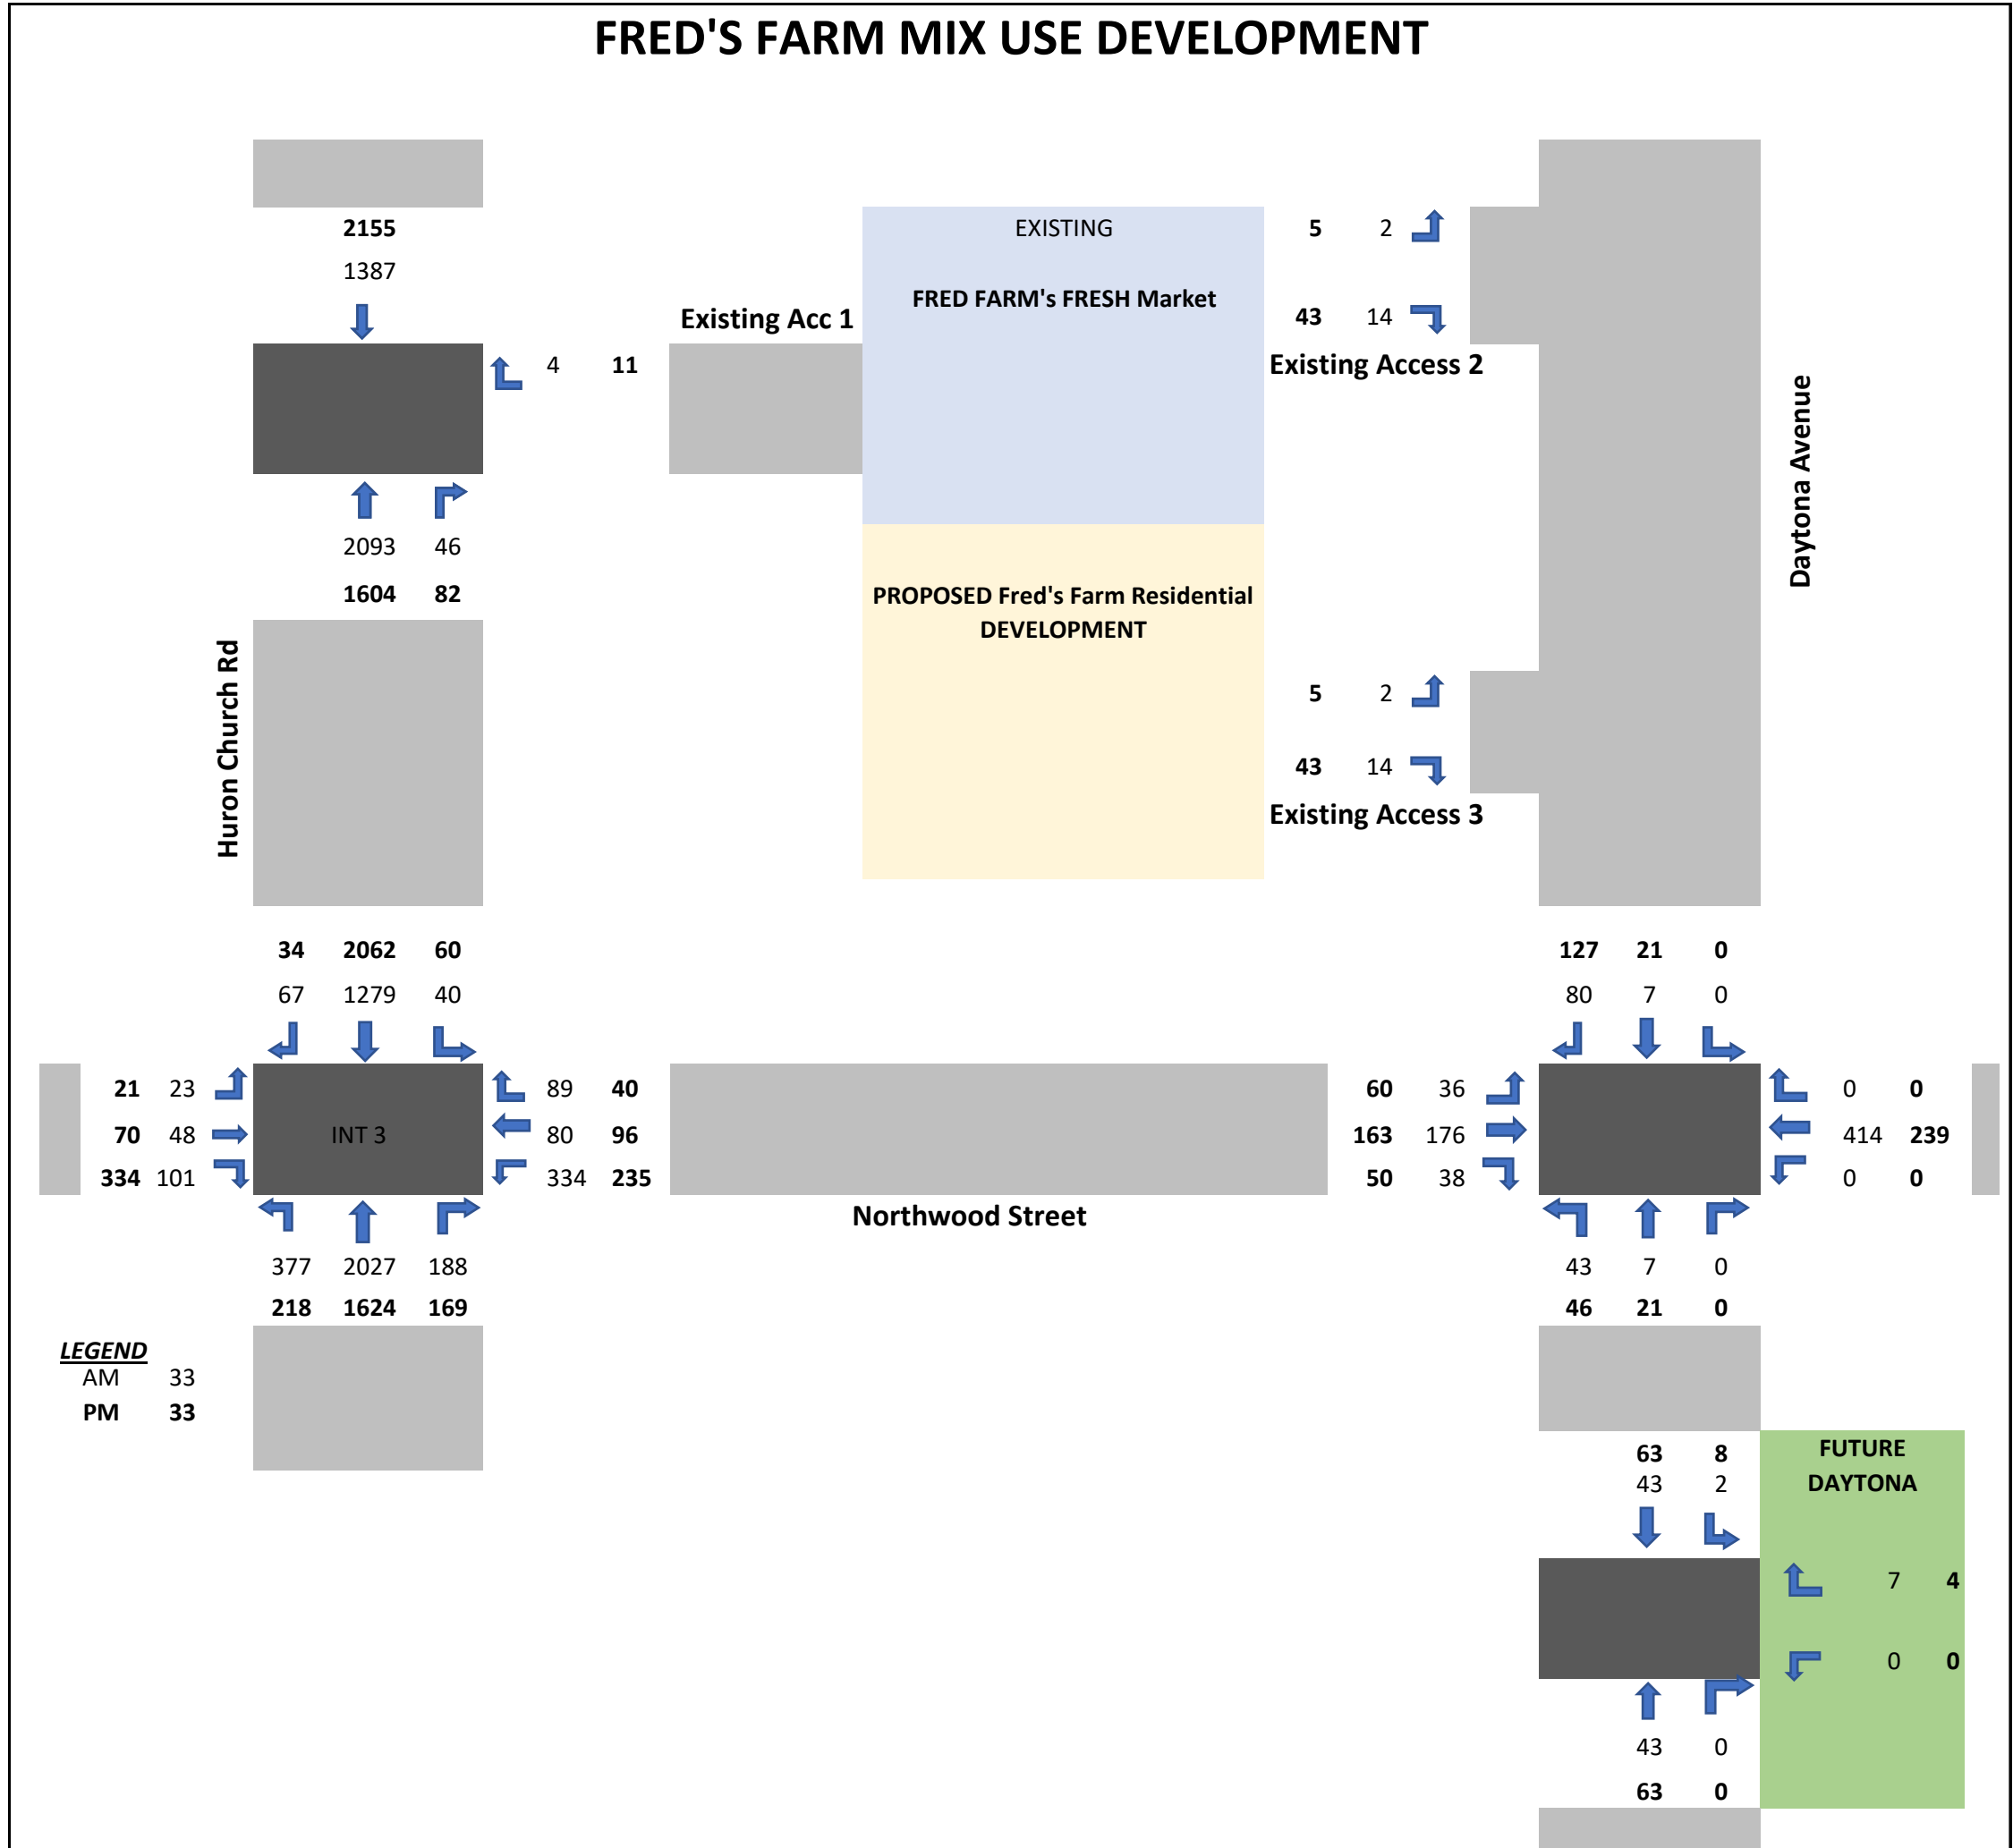 FRED'S FARM MIX USE DEVELOPMENT
2155
1387
EXISTING
FRED FARM's FRESH Market
5 2
43 14
Existing Access 2
Existing Acc 1
4 11
2093 46
1604 82
Huron Church Rd
Daytona Avenue
PROPOSED Fred's Farm Residential
DEVELOPMENT
5 2
43 14
Existing Access 3
34 2062 60
67 1279 40
127 21 0
80 7 0
21 23
70 48
334 101
INT 3
89 40
80 96
334 235
60 36
163 176
50 38
0 0
414 239
0 0
Northwood Street
377 2027 188
218 1624 169
43 7 0
46 21 0
LEGEND
AM 33
PM 33
63 8
43 2
FUTURE
DAYTONA
7 4
0 0
43 0
63 0